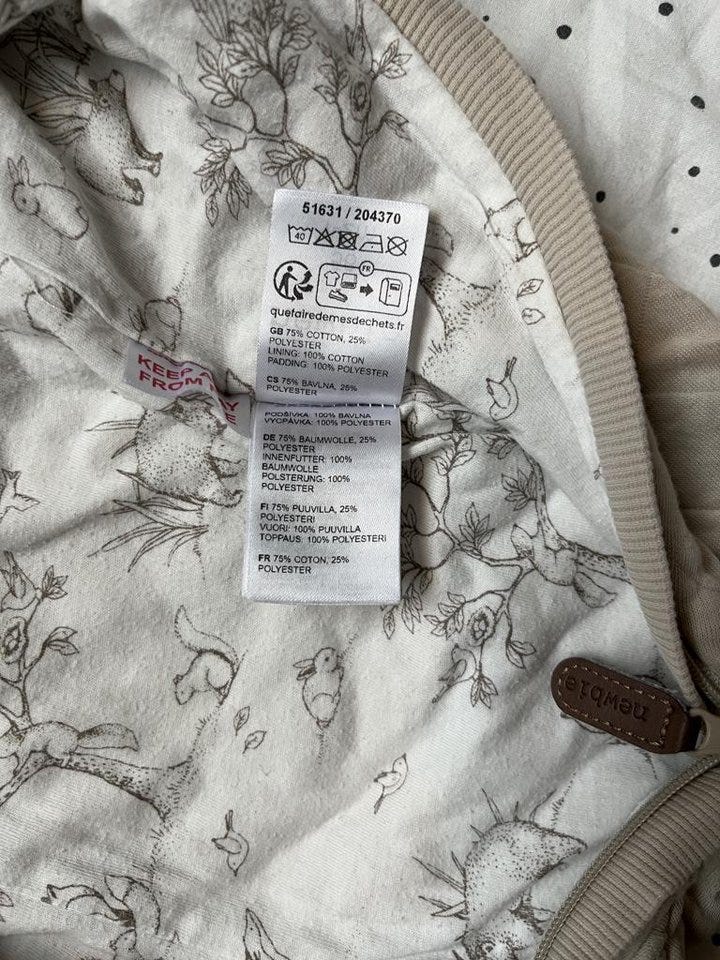 51631 / 204370
40
FR
quefairedemesdechets.fr
GB 75% COTTON, 25%
POLYESTER
LINING: 100% COTTON
PADDING: 100% POLYESTER
CS 75% BAVLNA, 25%
POLYESTER
PODŠÍVKA: 100% BAVLNA
VYCPÁVKA: 100% POLYESTER
DE 75% BAUMWOLLE, 25%
POLYESTER
INNENFUTTER: 100%
BAUMWOLLE
POLSTERUNG: 100%
POLYESTER
FI 75% PUUVILLA, 25%
POLYESTERI
VUORI: 100% PUUVILLA
TOPPAUS: 100% POLYESTERI
FR 75% COTON, 25%
POLYESTER
KEEP
FROM
newbie